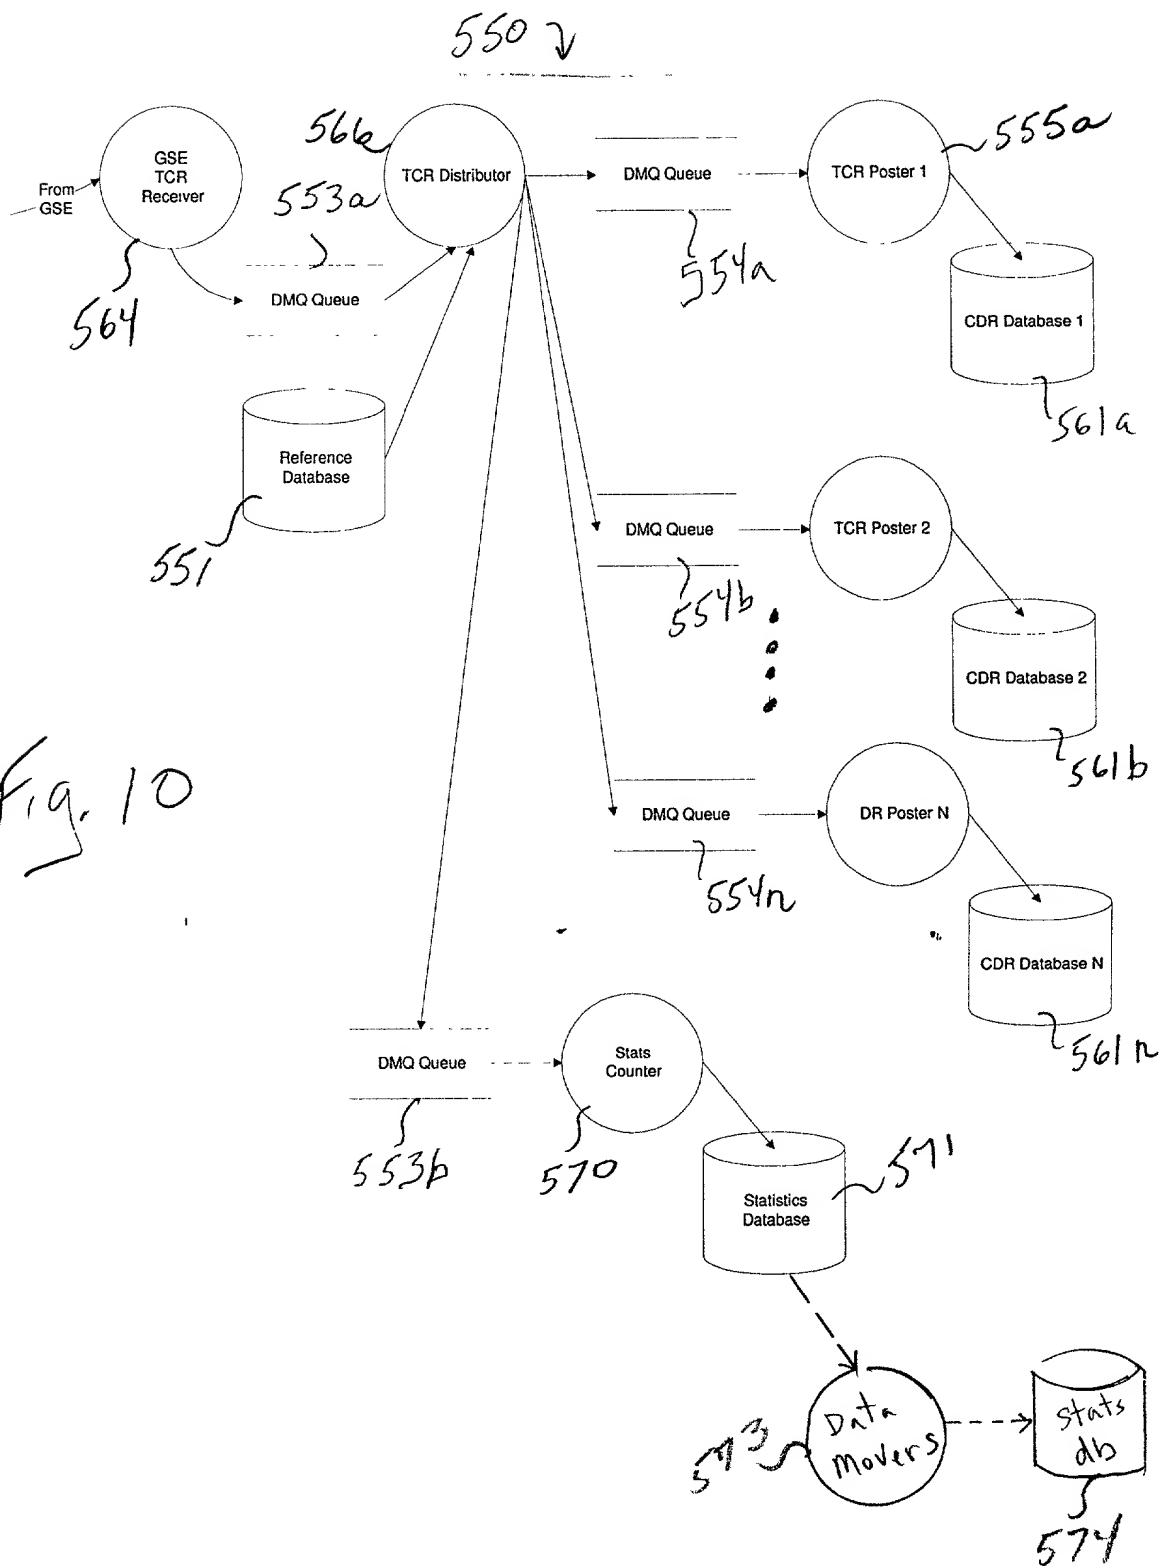 550
GSE
TCR
Receiver
From
GSE
564
566
553a
TCR Distributor
DMQ Queue
DMQ Queue
554a
TCR Poster 1
555a
CDR Database 1
561a
Reference
Database
551
DMQ Queue
554b
TCR Poster 2
CDR Database 2
561b
Fig. 10
DMQ Queue
554n
DR Poster N
CDR Database N
561n
DMQ Queue
553b
Stats
Counter
570
571
Statistics
Database
573
Data
movers
Stats
db
574